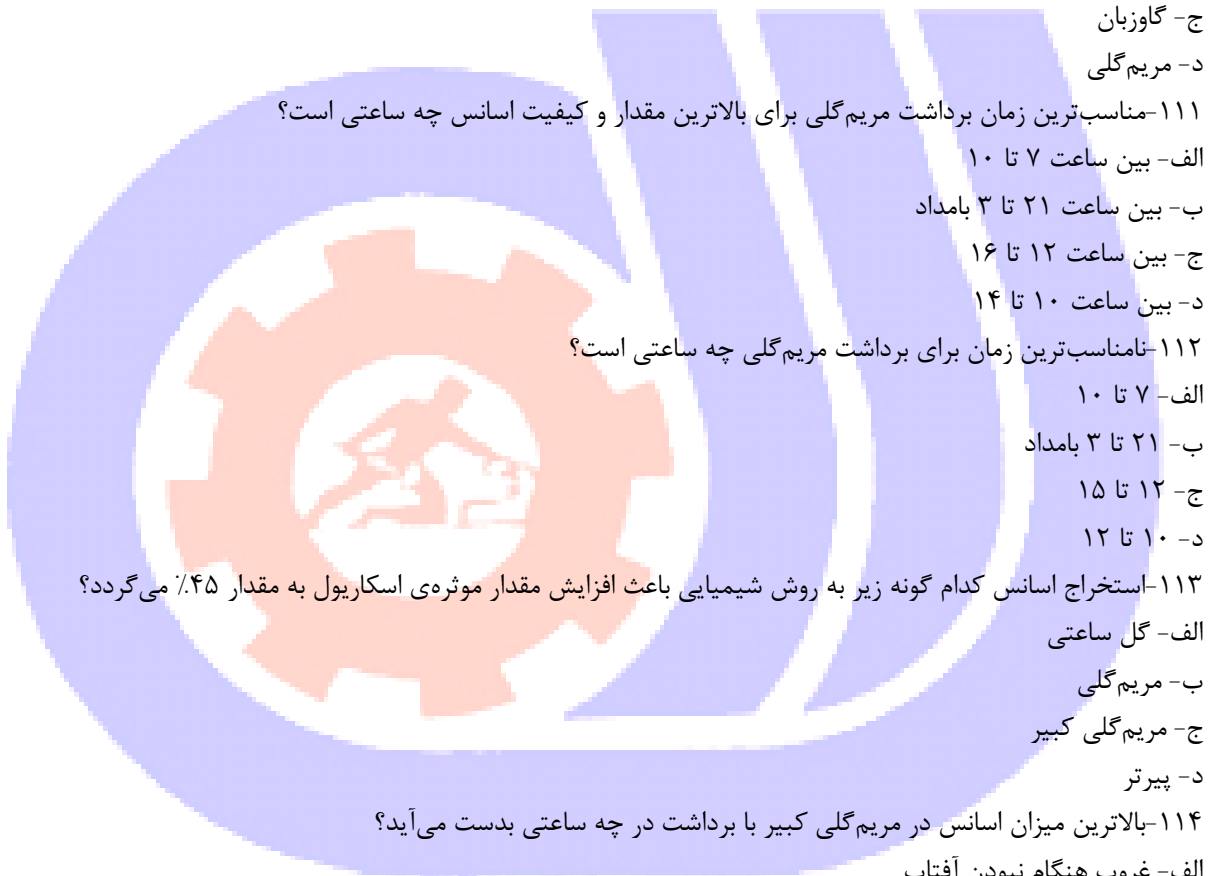 ج- گاوزبان
د- مریم‌گلی
۱۱۱-مناسب‌ترین زمان برداشت مریم‌گلی برای بالاترین مقدار و کیفیت اسانس چه ساعتی است؟
الف- بین ساعت ۷ تا ۱۰
ب- بین ساعت ۲۱ تا ۳ بامداد
ج- بین ساعت ۱۲ تا ۱۶
د- بین ساعت ۱۰ تا ۱۴
۱۱۲-نامناسب‌ترین زمان برای برداشت مریم‌گلی چه ساعتی است؟
الف- ۷ تا ۱۰
ب- ۲۱ تا ۳ بامداد
ج- ۱۲ تا ۱۵
د- ۱۰ تا ۱۲
۱۱۳-استخراج اسانس کدام گونه زیر به روش شیمیایی باعث افزایش مقدار موثره‌ی اسکاریول به مقدار ۴۵٪ می‌گردد؟
الف- گل ساعتی
ب- مریم‌گلی
ج- مریم‌گلی کبیر
د- پیرتر
۱۱۴-بالاترین میزان اسانس در مریم‌گلی کبیر با برداشت در چه ساعتی بدست می‌آید؟
الف- غروب هنگام نبودن آفتاب